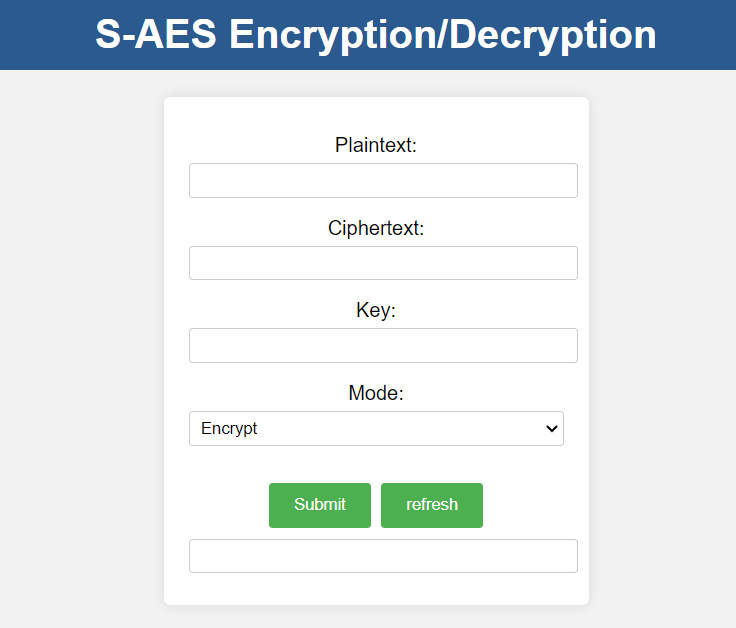 S-AES Encryption/Decryption
Plaintext:
Ciphertext:
Key:
Mode:
Encrypt
Submit refresh